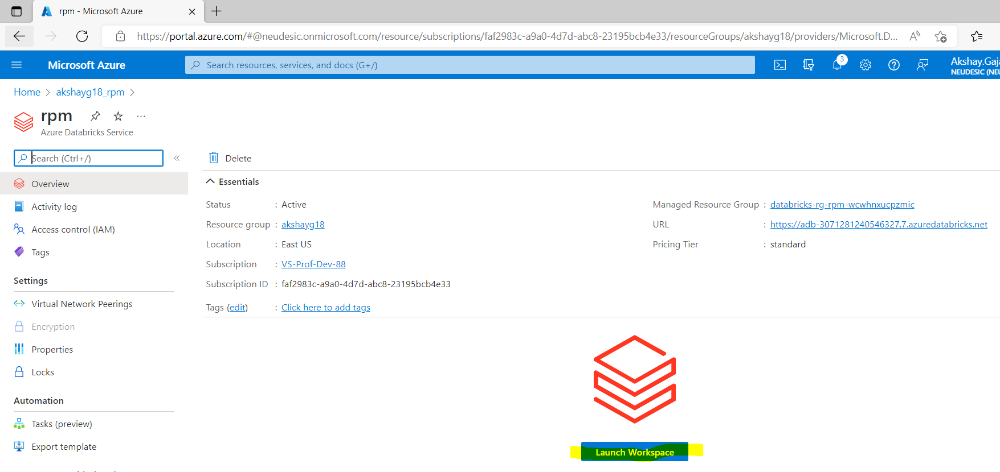 rpm - Microsoft Azure
https://portal.azure.com/#@neudesic.onmicrosoft.com/resource/subscriptions/faf2983c-a9a0-4d7d-abc8-23195bcb4e33/resourceGroups/akshayg18/providers/Microsoft.D...
Microsoft Azure
Search resources, services, and docs (G+/)
3
Akshay.Gaja
NEUDESIC (NEU
Home > akshayg18_rpm >
rpm
Azure Databricks Service
Search (Ctrl+/)
Overview
Activity log
Access control (IAM)
Tags
Settings
Virtual Network Peerings
Encryption
Properties
Locks
Automation
Tasks (preview)
Export template
Delete
Essentials
Status : Active
Resource group : akshayg18
Location : East US
Subscription : VS-Prof-Dev-88
Subscription ID : faf2983c-a9a0-4d7d-abc8-23195bcb4e33
Tags (edit) : Click here to add tags
Managed Resource Group : databricks-rg-rpm-wcwhnxucpzmic
URL : https://adb-3071281240546327.7.azuredatabricks.net
Pricing Tier : standard
Launch Workspace